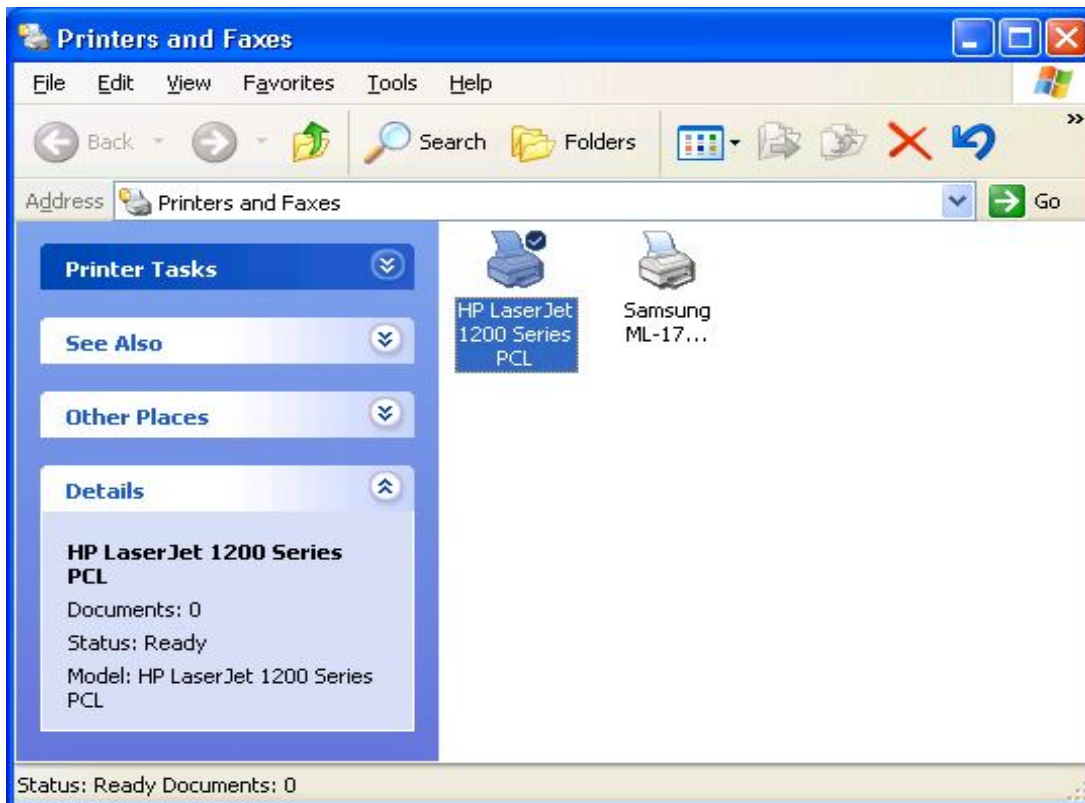 Printers and Faxes
File Edit View Favorites Tools Help
Back Search Folders »
Address Printers and Faxes Go
Printer Tasks
See Also
Other Places
Details
HP LaserJet 1200 Series
PCL
Documents: 0
Status: Ready
Model: HP LaserJet 1200 Series
PCL
HP LaserJet
1200 Series
PCL
Samsung
ML-17...
Status: Ready Documents: 0